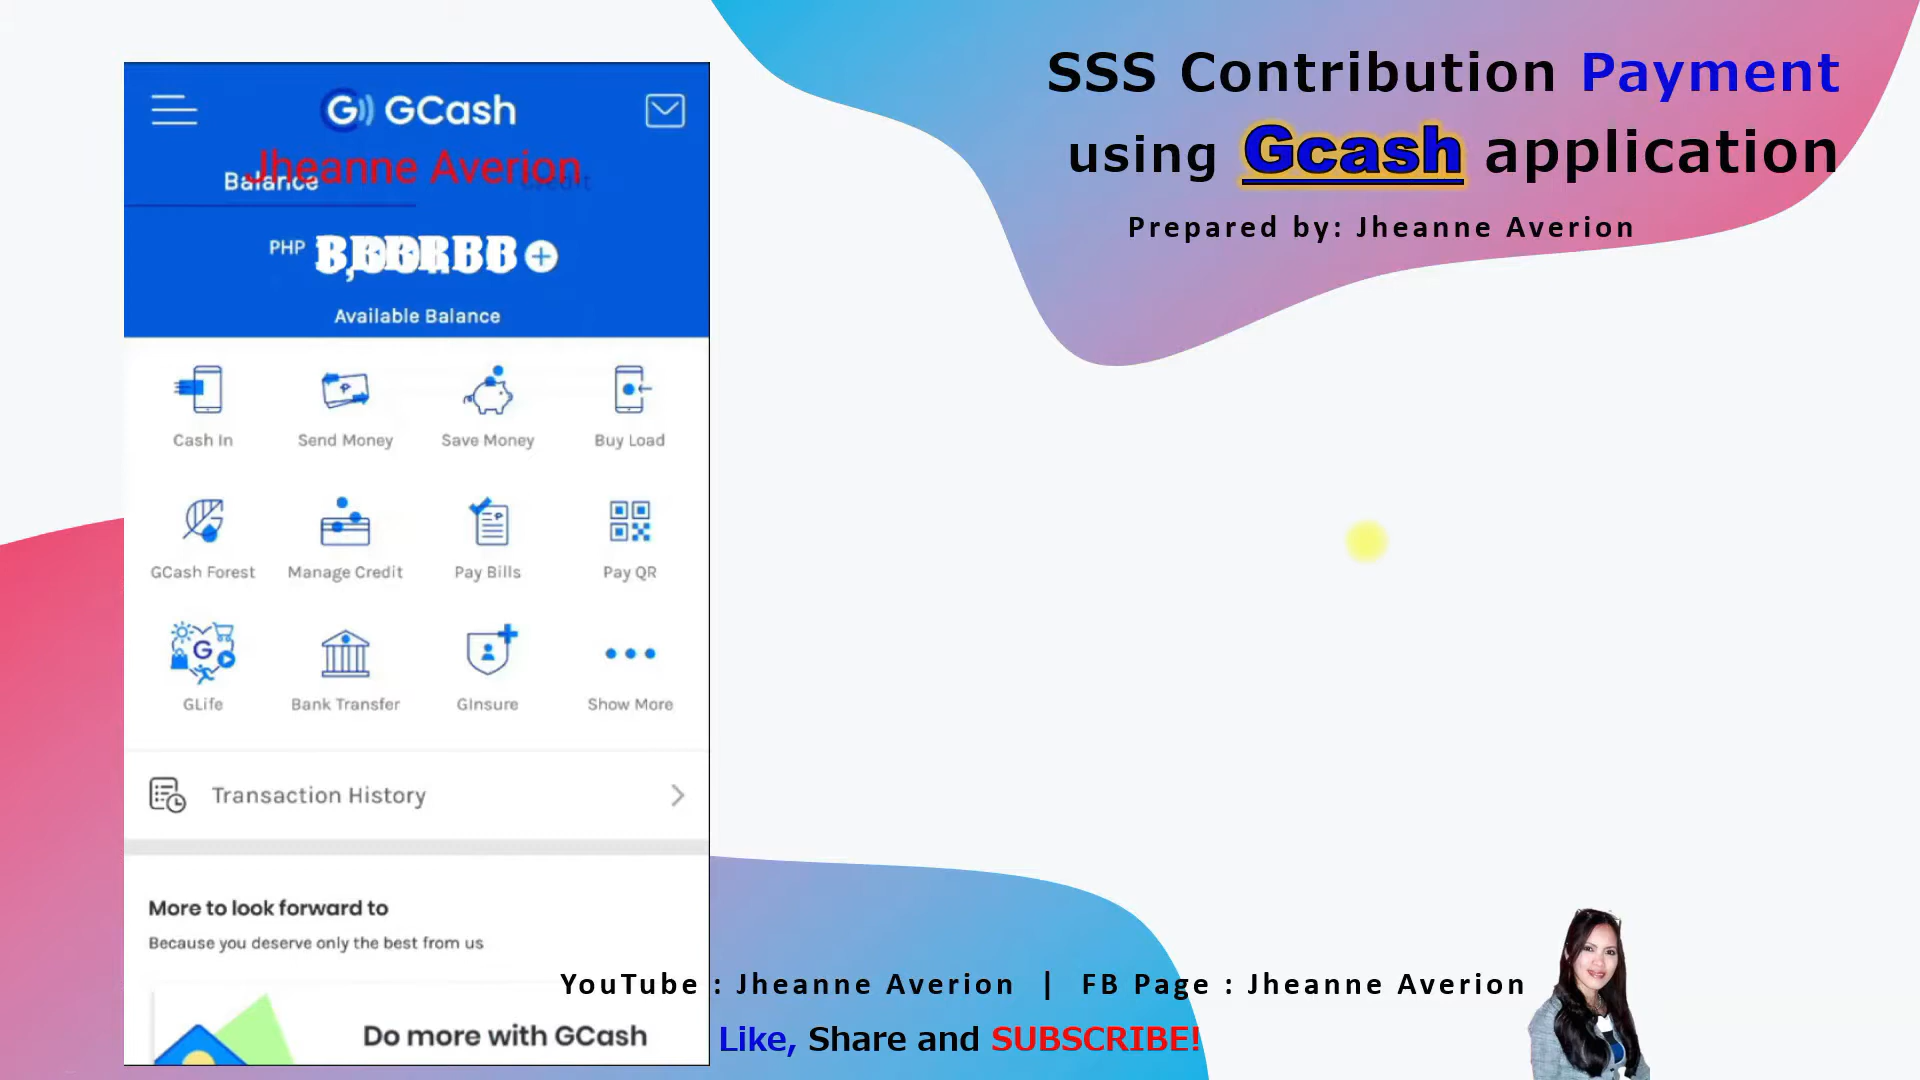 GCash
Jheanne Averion
Balance
Credit
PHP
Available Balance
Cash In
Send Money
Save Money
Buy Load
GCash Forest
Manage Credit
Pay Bills
Pay QR
GLife
Bank Transfer
GInsure
Show More
Transaction History
More to look forward to
Because you deserve only the best from us
Do more with GCash
SSS Contribution Payment
using Gcash application
Prepared by: Jheanne Averion
YouTube : Jheanne Averion | FB Page : Jheanne Averion
Like, Share and SUBSCRIBE!